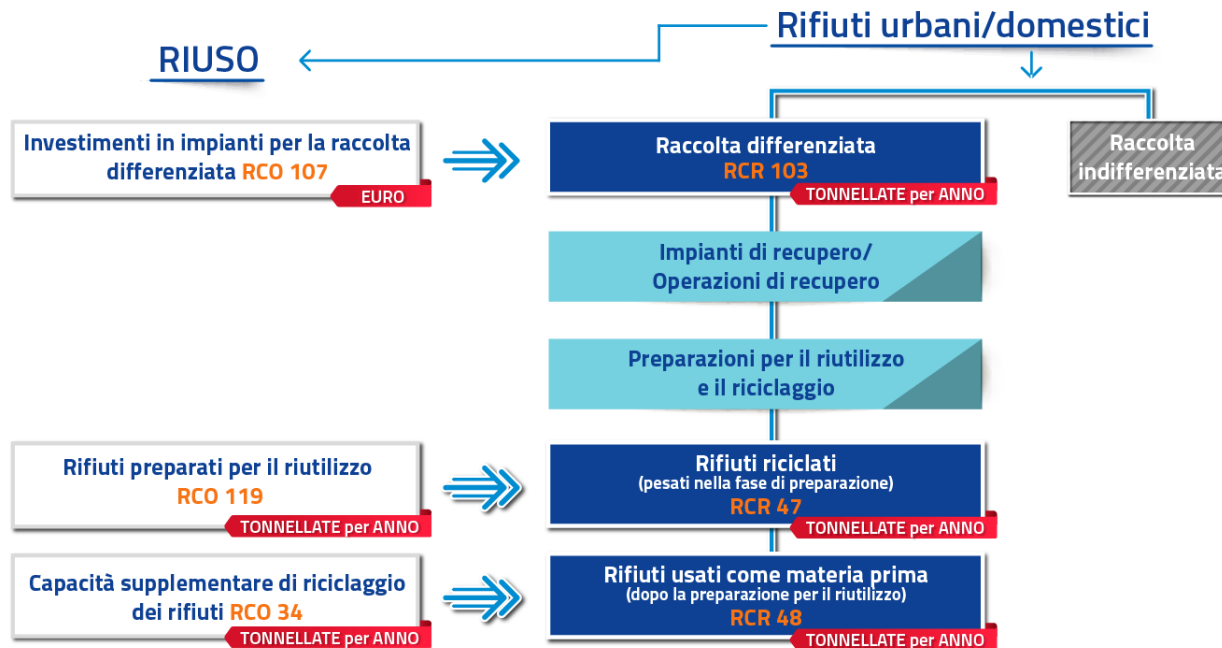 Rifiuti urbani/domestici
RIUSO
Investimenti in impianti per la raccolta
differenziata RCO 107
EURO
Raccolta differenziata
RCR 103
TONNELLATE per ANNO
Raccolta
indifferenziata
Impianti di recupero/
Operazioni di recupero
Preparazioni per il riutilizzo
e il riciclaggio
Rifiuti preparati per il riutilizzo
RCO 119
TONNELLATE per ANNO
Rifiuti riciclati
(pesati nella fase di preparazione)
RCR 47
TONNELLATE per ANNO
Capacità supplementare di riciclaggio
dei rifiuti RCO 34
TONNELLATE per ANNO
Rifiuti usati come materia prima
(dopo la preparazione per il riutilizzo)
RCR 48
TONNELLATE per ANNO